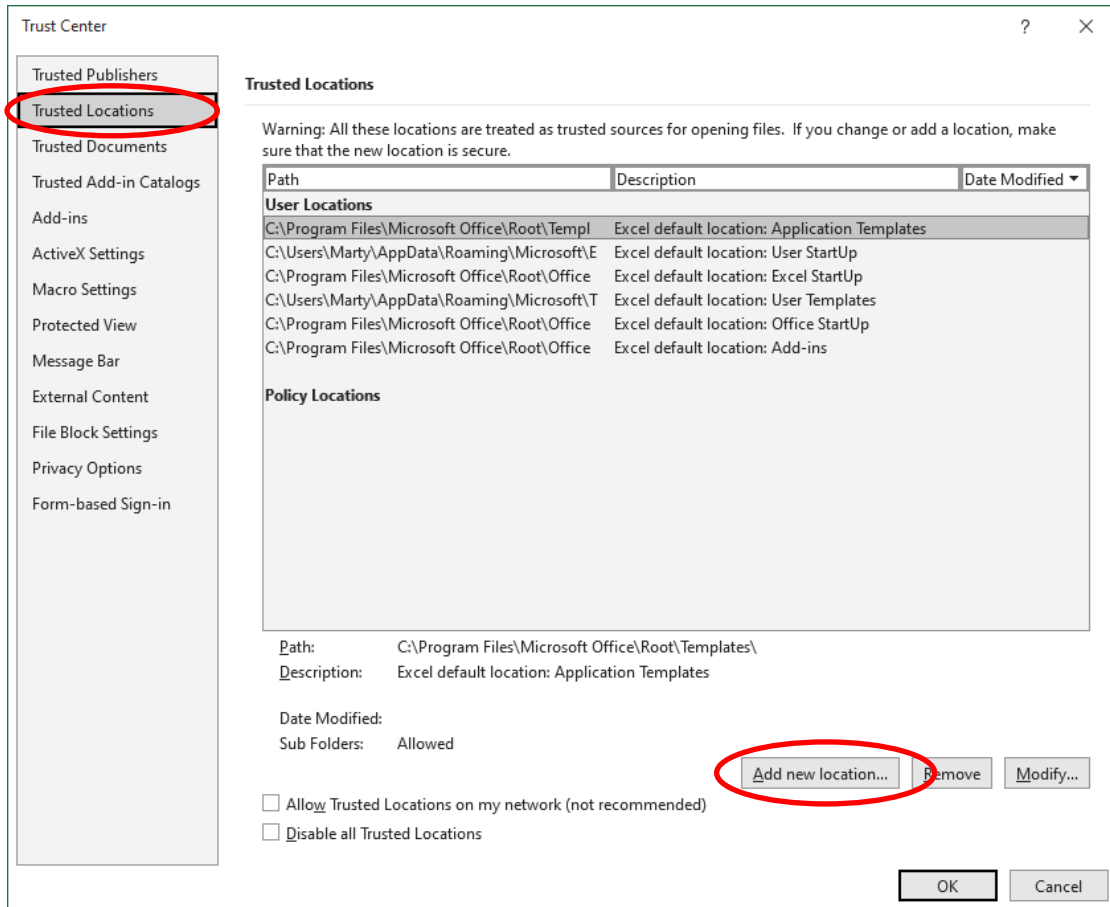 Trust Center
?
Trusted Publishers
Trusted Locations
Trusted Documents
Trusted Add-in Catalogs
Add-ins
ActiveX Settings
Macro Settings
Protected View
Message Bar
External Content
File Block Settings
Privacy Options
Form-based Sign-in
Trusted Locations
Warning: All these locations are treated as trusted sources for opening files.  If you change or add a location, make
sure that the new location is secure.
Path Description Date Modified
User Locations
C:\Program Files\Microsoft Office\Root\Templ Excel default location: Application Templates
C:\Users\Marty\AppData\Roaming\Microsoft\E Excel default location: User StartUp
C:\Program Files\Microsoft Office\Root\Office Excel default location: Excel StartUp
C:\Users\Marty\AppData\Roaming\Microsoft\T Excel default location: User Templates
C:\Program Files\Microsoft Office\Root\Office Excel default location: Office StartUp
C:\Program Files\Microsoft Office\Root\Office Excel default location: Add-ins
Policy Locations
Path: C:\Program Files\Microsoft Office\Root\Templates\
Description: Excel default location: Application Templates
Date Modified:
Sub Folders: Allowed
Add new location... Remove Modify...
Allow Trusted Locations on my network (not recommended)
Disable all Trusted Locations
OK Cancel